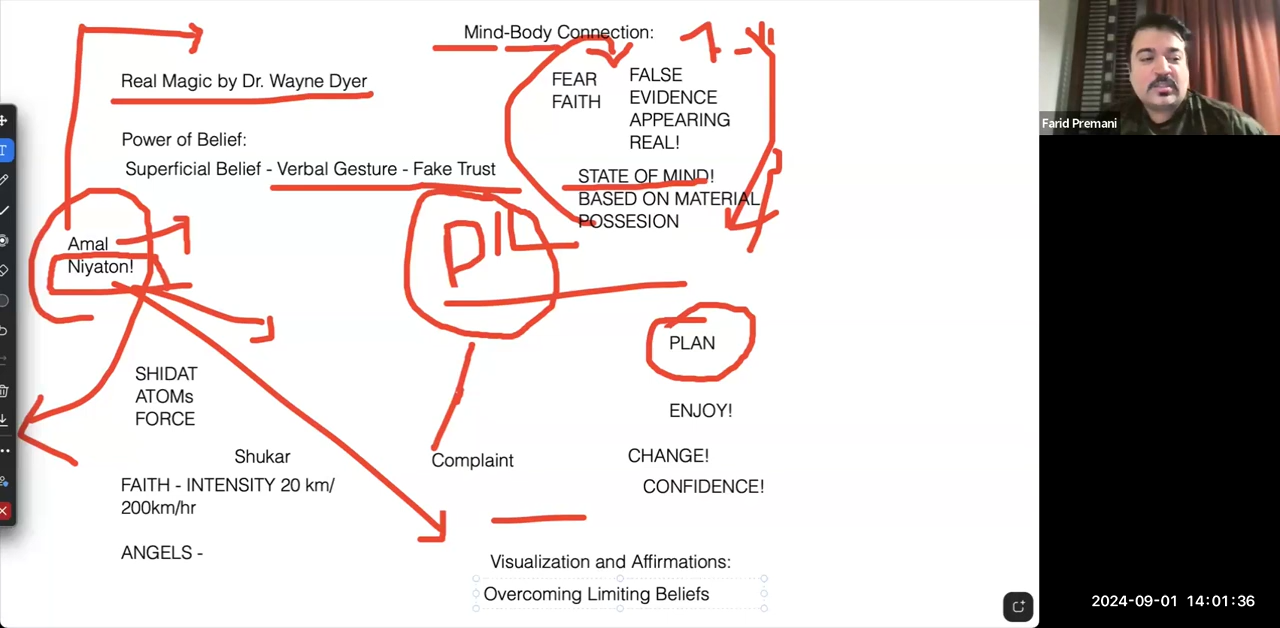 Mind-Body Connection:
Real Magic by Dr. Wayne Dyer
FEAR
FAITH
FALSE
EVIDENCE
APPEARING
REAL!
Power of Belief:
Superficial Belief - Verbal Gesture - Fake Trust
STATE OF MIND!
BASED ON MATERIAL
POSSESION
Amal
Niyaton!
PLAN
SHIDAT
ATOMs
FORCE
ENJOY!
Shukar
Complaint
CHANGE!
FAITH - INTENSITY 20 km/
200km/hr
CONFIDENCE!
ANGELS -
Visualization and Affirmations:
Overcoming Limiting Beliefs
Farid Premani
2024-09-01 14:01:36